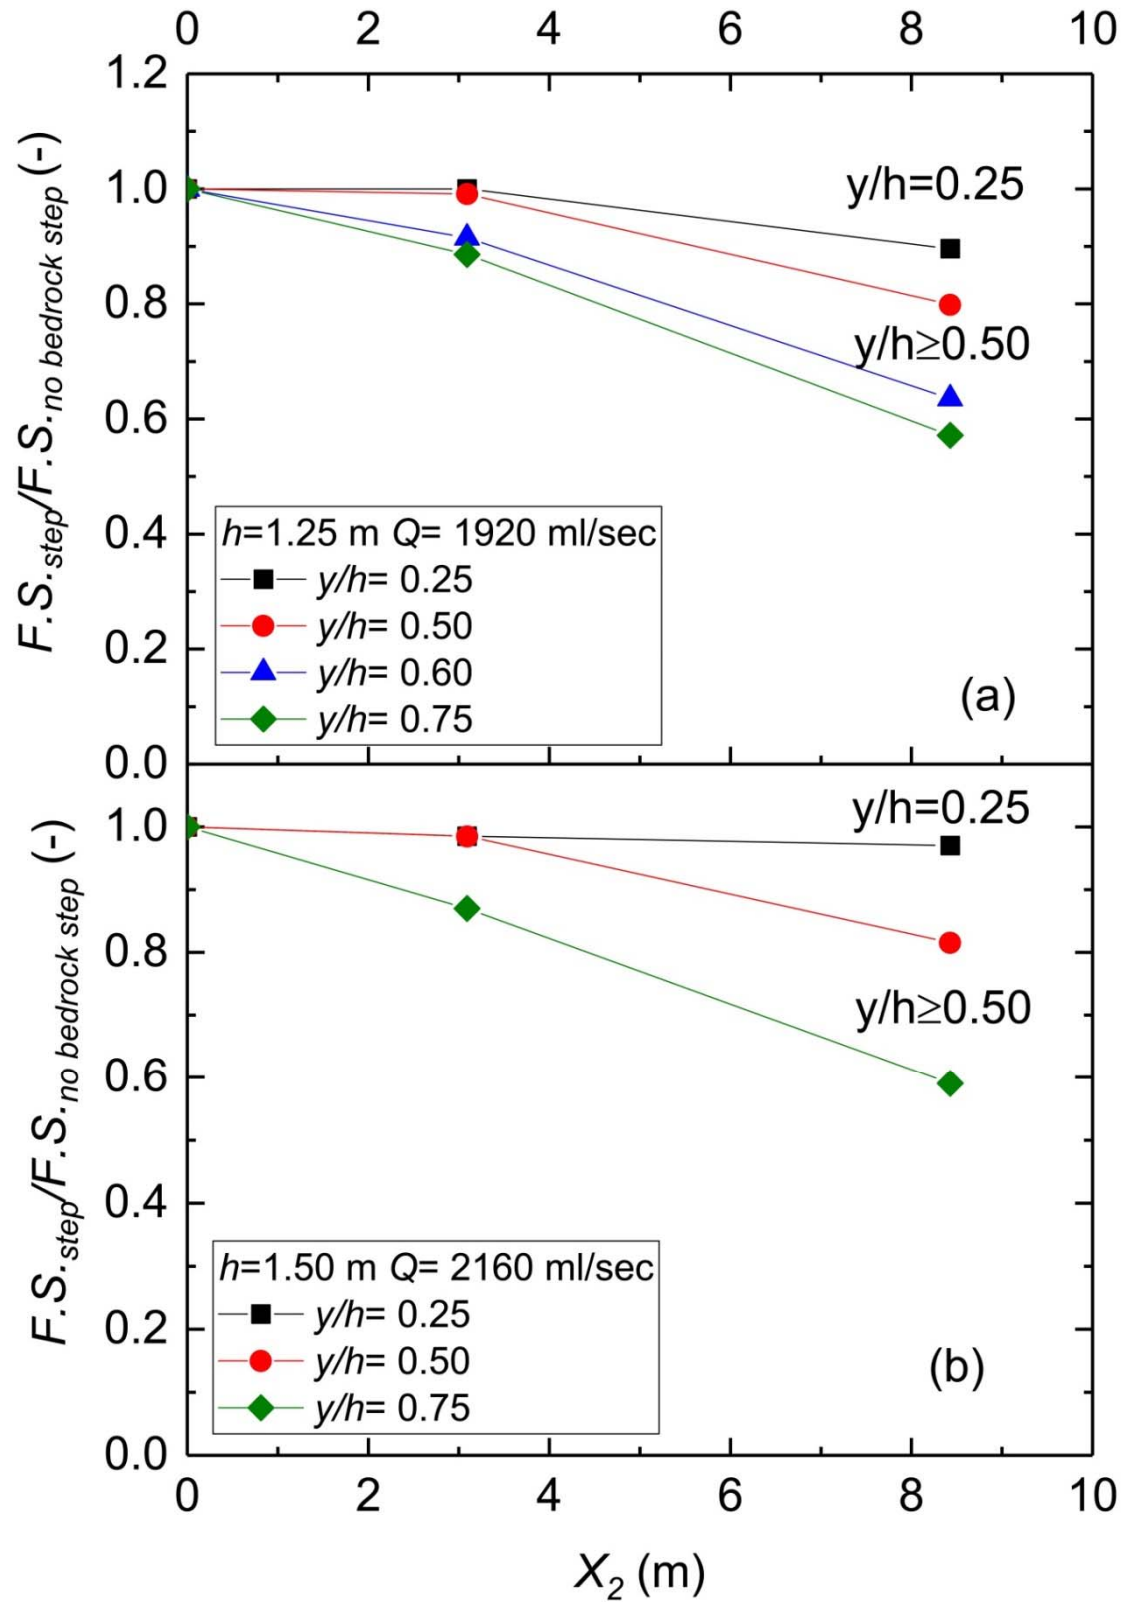 0 2 4 6 8 10
1.2
1.0
0.8
0.6
0.4
0.2
0.0
F.S.step/F.S.no bedrock step (-)
y/h=0.25
y/h≥0.50
h=1.25 m Q= 1920 ml/sec
y/h= 0.25
y/h= 0.50
y/h= 0.60
y/h= 0.75
(a)
1.0
0.8
0.6
0.4
0.2
0.0
F.S.step/F.S.no bedrock step (-)
y/h=0.25
y/h≥0.50
h=1.50 m Q= 2160 ml/sec
y/h= 0.25
y/h= 0.50
y/h= 0.75
(b)
0 2 4 6 8 10
X2 (m)